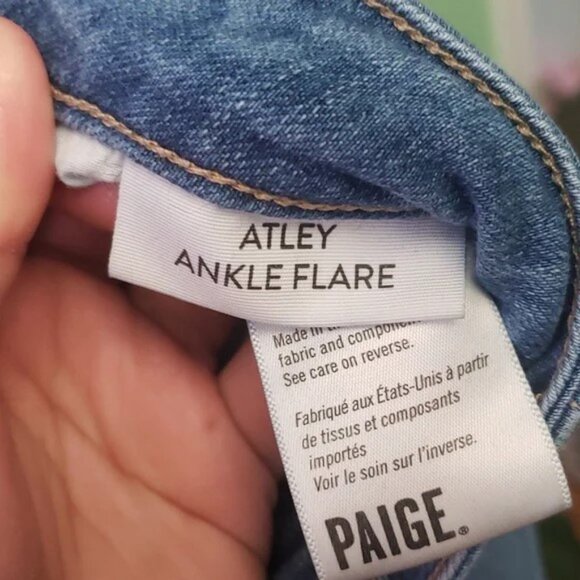 ATLEY
ANKLE FLARE
Made in
fabric and
See care on reverse.
Fabriqué aux États-Unis à partir
de tissus et composants
importés
Voir le soin sur l'inverse.
PAIGE®